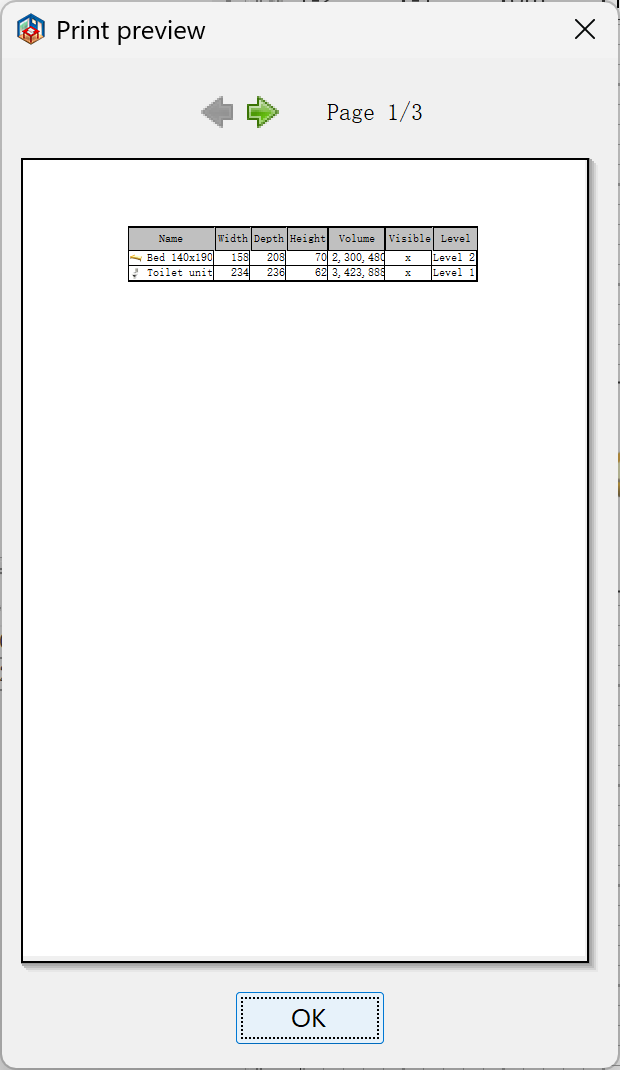 Print preview
Page 1/3
Name Width Depth Height Volume Visible Level
Bed 140x190 158 208 70 2,300,480 x Level 2
Toilet unit 234 236 62 3,423,888 x Level 1
OK